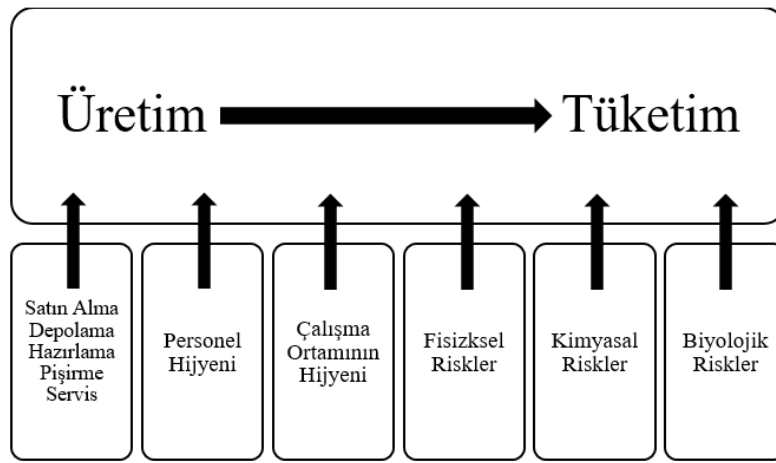 Üretim
Tüketim
Satın Alma
Depolama
Hazırlama
Pişirme
Servis
Personel
Hijyeni
Çalışma
Ortamının
Hijyeni
Fisizksel
Riskler
Kimyasal
Riskler
Biyolojik
Riskler